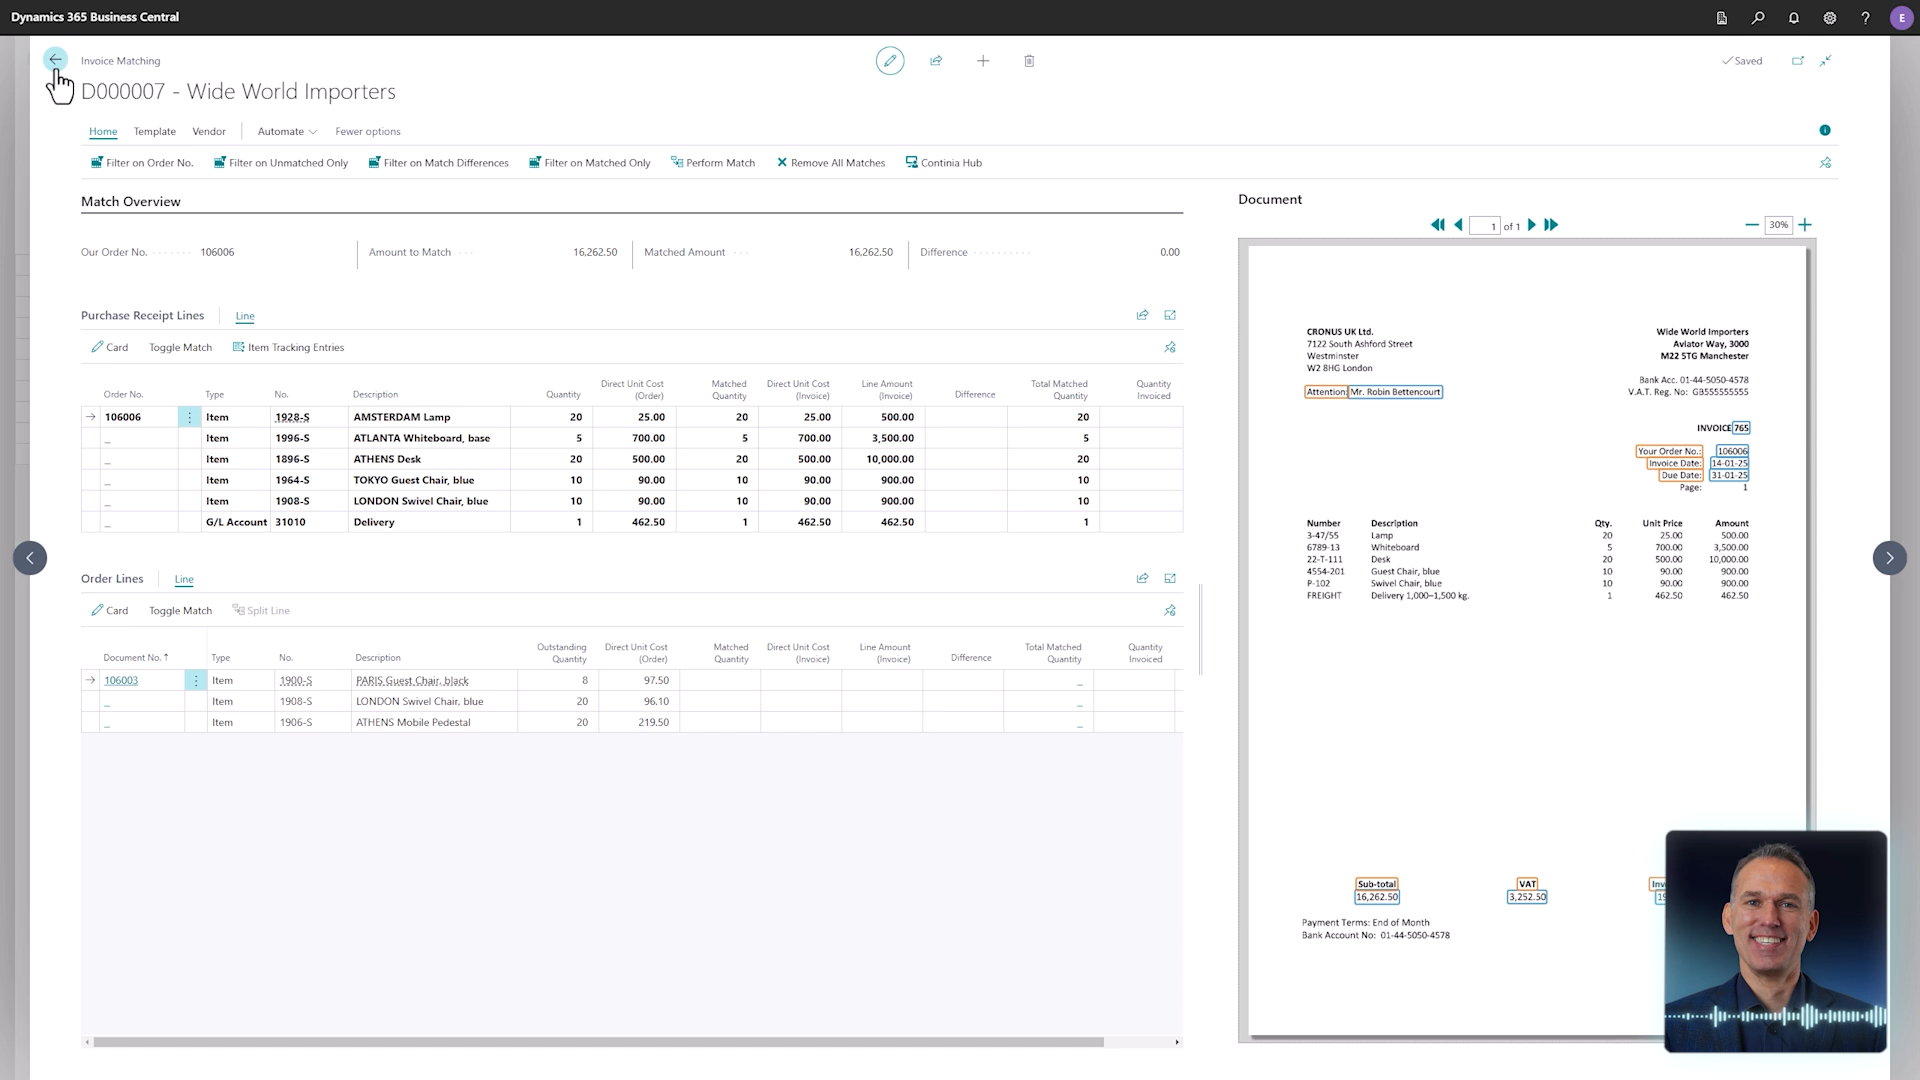 Dynamics 365 Business Central
E
Invoice Matching
Saved
D000007 - Wide World Importers
Home Template Vendor Automate Fewer options
Filter on Order No. Filter on Unmatched Only Filter on Match Differences Filter on Matched Only Perform Match Remove All Matches Continia Hub
Match Overview
Our Order No. 106006 Amount to Match 16,262.50 Matched Amount 16,262.50 Difference 0.00
Purchase Receipt Lines Line
Card Toggle Match Item Tracking Entries
Order No. Type No. Description Quantity Direct Unit Cost (Order) Matched Quantity Direct Unit Cost (Invoice) Line Amount (Invoice) Difference Total Matched Quantity Quantity Invoiced
106006 Item 1928-S AMSTERDAM Lamp 20 25.00 20 25.00 500.00 20
_ Item 1996-S ATLANTA Whiteboard, base 5 700.00 5 700.00 3,500.00 5
_ Item 1896-S ATHENS Desk 20 500.00 20 500.00 10,000.00 20
_ Item 1964-S TOKYO Guest Chair, blue 10 90.00 10 90.00 900.00 10
_ Item 1908-S LONDON Swivel Chair, blue 10 90.00 10 90.00 900.00 10
_ G/L Account 31010 Delivery 1 462.50 1 462.50 462.50 1
Order Lines Line
Card Toggle Match Split Line
Document No. ↑ Type No. Description Outstanding Quantity Direct Unit Cost (Order) Matched Quantity Direct Unit Cost (Invoice) Line Amount (Invoice) Difference Total Matched Quantity Quantity Invoiced
106003 Item 1900-S PARIS Guest Chair, black 8 97.50 _
_ Item 1908-S LONDON Swivel Chair, blue 20 96.10 _
_ Item 1906-S ATHENS Mobile Pedestal 20 219.50 _
Document
1 of 1 30%
CRONUS UK Ltd.
7122 South Ashford Street
Westminster
W2 8HG London
Attention: Mr. Robin Bettencourt
Wide World Importers
Aviator Way, 3000
M22 5TG Manchester
Bank Acc. 01-44-5050-4578
V.A.T. Reg. No: GB555555555
INVOICE 765
Your Order No.: 106006
Invoice Date: 14-01-25
Due Date: 31-01-25
Page: 1
Number Description Qty. Unit Price Amount
3-47/55 Lamp 20 25.00 500.00
6789-13 Whiteboard 5 700.00 3,500.00
22-T-111 Desk 20 500.00 10,000.00
4554-201 Guest Chair, blue 10 90.00 900.00
P-102 Swivel Chair, blue 10 90.00 900.00
FREIGHT Delivery 1,000–1,500 kg. 1 462.50 462.50
Sub-total VAT
16,262.50 3,252.50
Payment Terms: End of Month
Bank Account No: 01-44-5050-4578